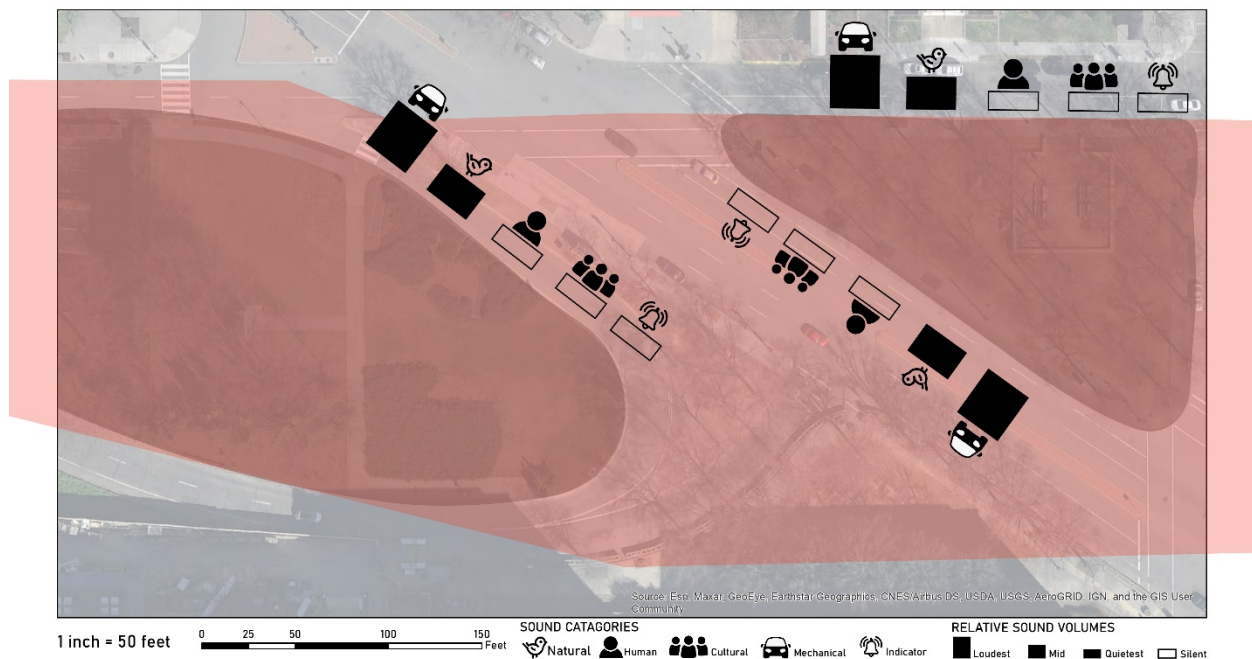 Source: Esri, Maxar, GeoEye, Earthstar Geographics, CNES/Airbus DS, USDA, USGS, AeroGRID, IGN, and the GIS User
Community
1 inch = 50 feet
0 25 50 100 150
Feet
SOUND CATAGORIES
Natural Human Cultural Mechanical Indicator
RELATIVE SOUND VOLUMES
Loudest Mid Quietest Silent